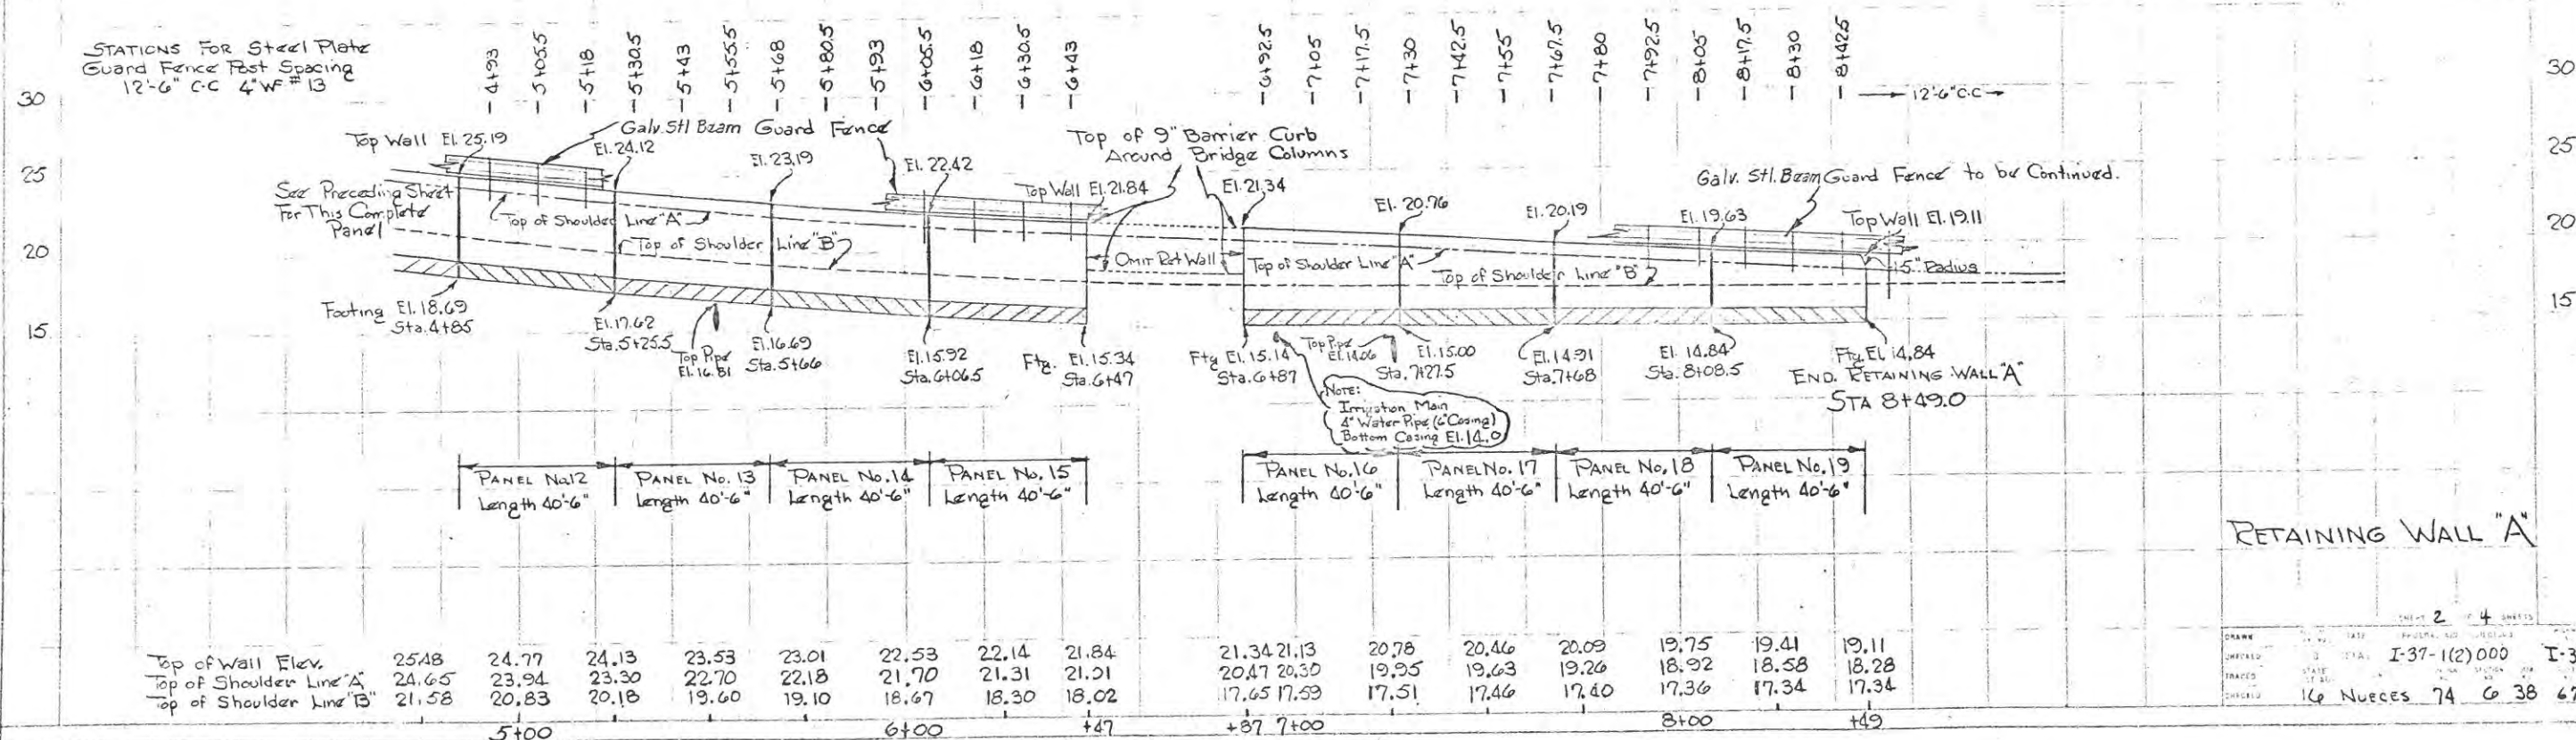 STATIONS FOR Steel Plate
Guard Fence Post Spacing
12'-6" C-C 4" WF # 13
- 4+93
- 5+05.5
- 5+18
- 5+30.5
- 5+43
- 5+55.5
- 5+68
- 5+80.5
- 5+93
- 6+05.5
- 6+18
- 6+30.5
- 6+43
- 6+92.5
- 7+05
- 7+17.5
- 7+30
- 7+42.5
- 7+55
- 7+67.5
- 7+80
- 7+92.5
- 8+05
- 8+17.5
- 8+30
- 8+42.5
12'-6" C-C
30
30
25
25
20
20
15
15
Top Wall El. 25.19
Galv. Stl Beam Guard Fence
El. 24.12
El. 23.19
El. 22.42
Top of 9" Barrier Curb
Around Bridge Columns
Top Wall El. 21.84
El. 21.34
El. 20.76
El. 20.19
El. 19.63
Galv. Stl. Beam Guard Fence to be Continued.
Top Wall El. 19.11
See Preceding Sheet
For This Complete
Panel
Top of Shoulder Line "A"
Top of Shoulder Line "B"
Omit Ret Wall
Top of Shoulder Line "A"
Top of Shoulder Line "B"
5" Radius
Footing El. 18.69
Sta. 4+85
El. 17.62
Sta. 5+25.5
Top Pipe
El. 16.81
El. 16.69
Sta. 5+66
El. 15.92
Sta. 6+06.5
Ftg. El. 15.34
Sta. 6+47
Ftg El. 15.14
Sta. 6+87
Top Pipe
El. 14.06
El. 15.00
Sta. 7+27.5
El. 14.91
Sta. 7+68
El. 14.84
Sta. 8+08.5
Ftg. El 14.84
END. RETAINING WALL "A"
STA 8+49.0
NOTE:
Irrigation Main
4" Water Pipe (6" Casing)
Bottom Casing El. 14.0
PANEL No.12
Length 40'-6"
PANEL No. 13
Length 40'-6"
PANEL No. 14
Length 40'-6"
PANEL No. 15
Length 40'-6"
PANEL No. 16
Length 40'-6"
PANEL No. 17
Length 40'-6"
PANEL No. 18
Length 40'-6"
PANEL No. 19
Length 40'-6"
RETAINING WALL "A"
Top of Wall Elev. 25.48 24.77 24.13 23.53 23.01 22.53 22.14 21.84 21.34 21.13 20.78 20.46 20.09 19.75 19.41 19.11
Top of Shoulder Line "A" 24.65 23.94 23.30 22.70 22.18 21.70 21.31 21.01 20.47 20.30 19.95 19.63 19.26 18.92 18.58 18.28
Top of Shoulder Line "B" 21.58 20.83 20.18 19.60 19.10 18.67 18.30 18.02 17.65 17.59 17.51 17.46 17.40 17.36 17.34 17.34
5+00 6+00 +47 +87 7+00 8+00 +49
2 4 SHEETS
DRAWN
CHECKED I-37-1(2)000 I-3
TRACED STATE
CHECKED 16 NUECES 74 6 38 67